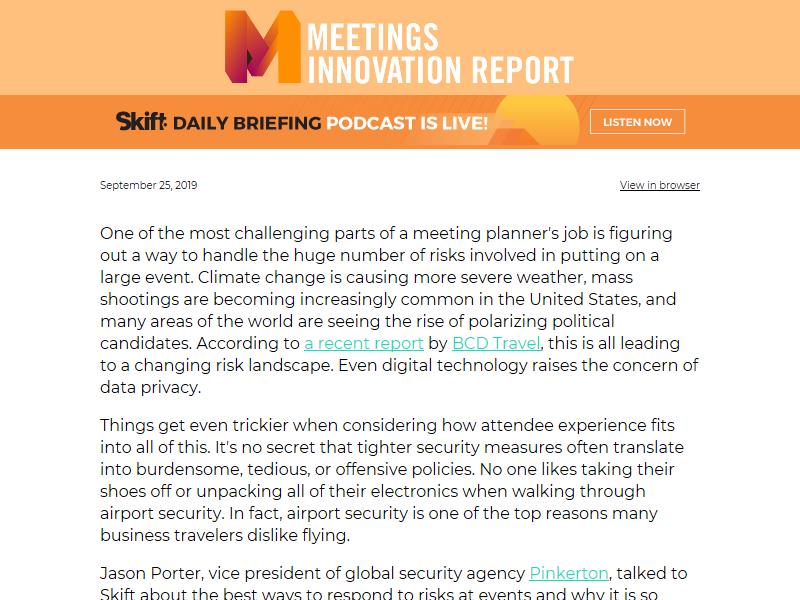 MEETINGS
INNOVATION REPORT
Skift: DAILY BRIEFING PODCAST IS LIVE!
LISTEN NOW
September 25, 2019
View in browser
One of the most challenging parts of a meeting planner's job is figuring
out a way to handle the huge number of risks involved in putting on a
large event. Climate change is causing more severe weather, mass
shootings are becoming increasingly common in the United States, and
many areas of the world are seeing the rise of polarizing political
candidates. According to a recent report by BCD Travel, this is all leading
to a changing risk landscape. Even digital technology raises the concern of
data privacy.
Things get even trickier when considering how attendee experience fits
into all of this. It's no secret that tighter security measures often translate
into burdensome, tedious, or offensive policies. No one likes taking their
shoes off or unpacking all of their electronics when walking through
airport security. In fact, airport security is one of the top reasons many
business travelers dislike flying.
Jason Porter, vice president of global security agency Pinkerton, talked to
Skift about the best ways to respond to risks at events and why it is so